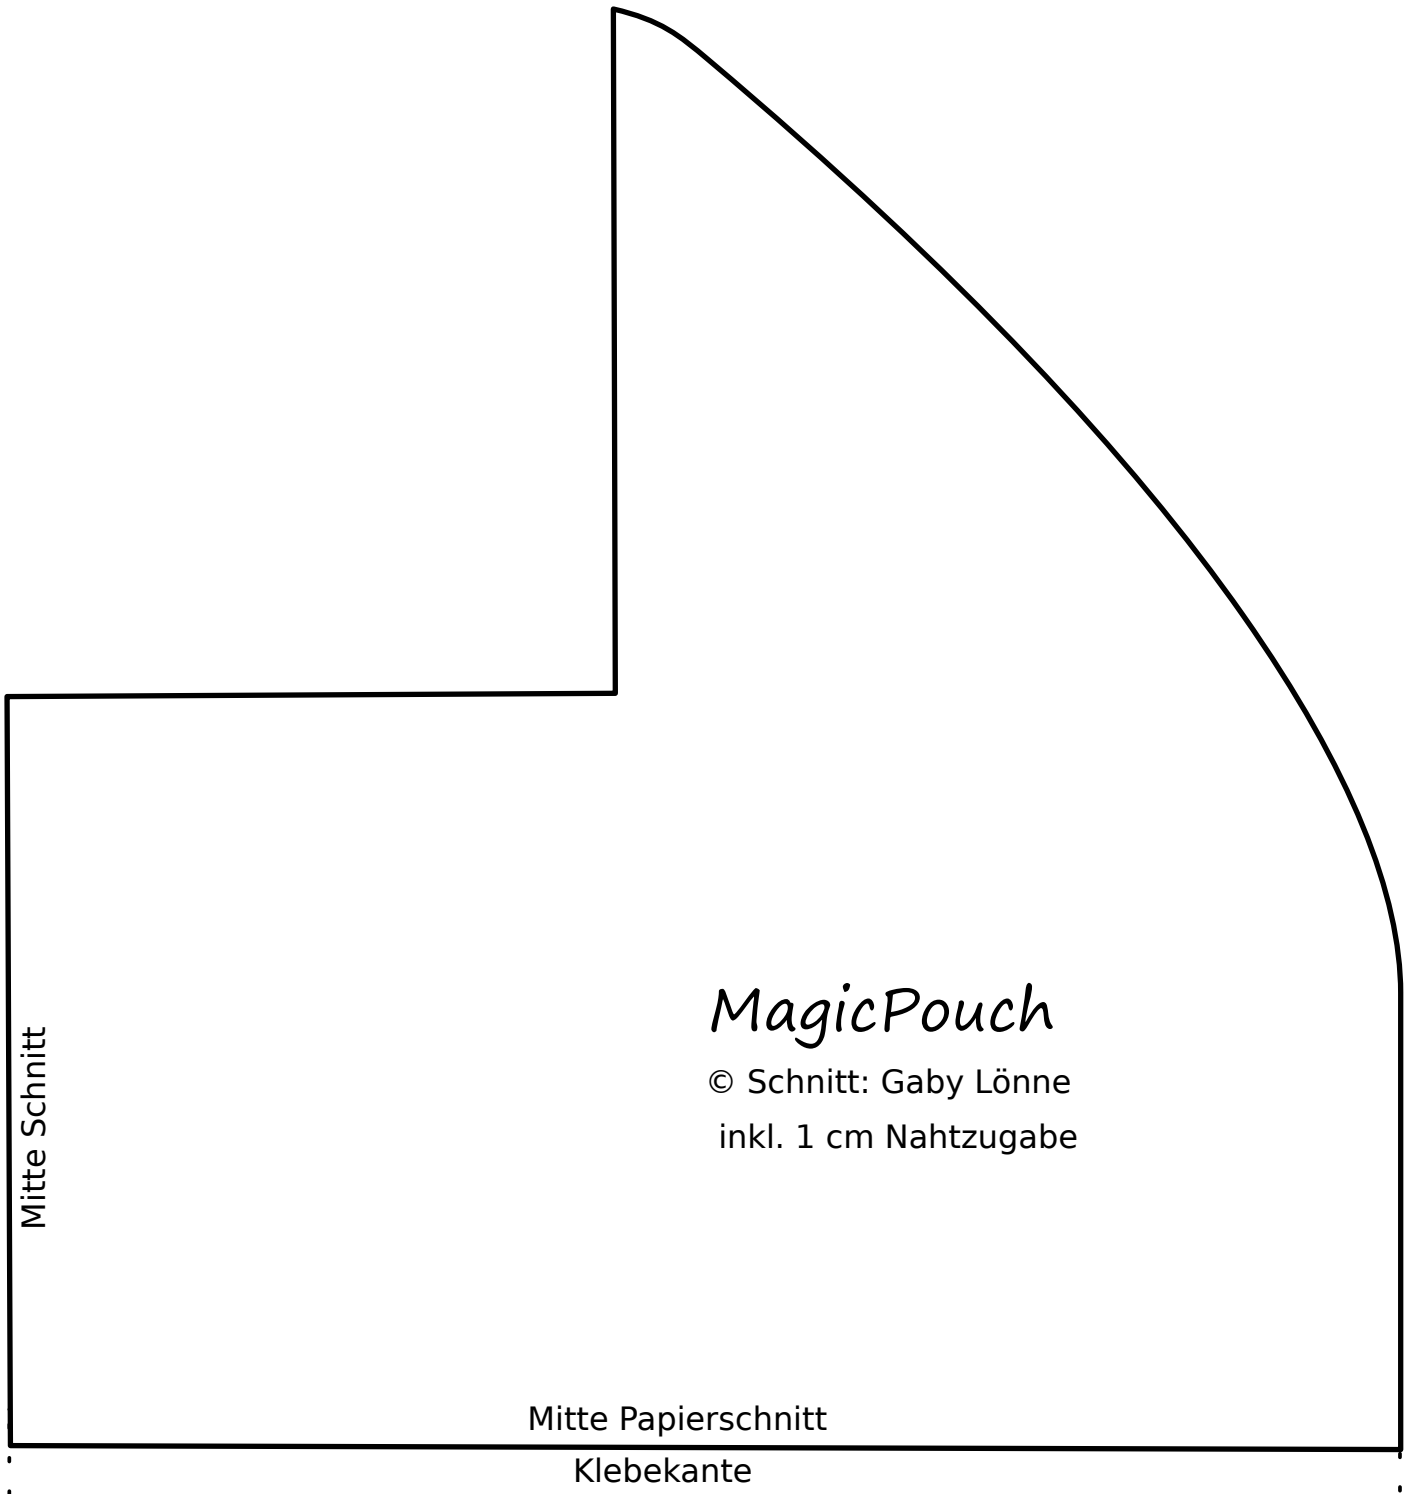 MagicPouch
© Schnitt: Gaby Lönne
inkl. 1 cm Nahtzugabe
Mitte Schnitt
Mitte Papierschnitt
Klebekante